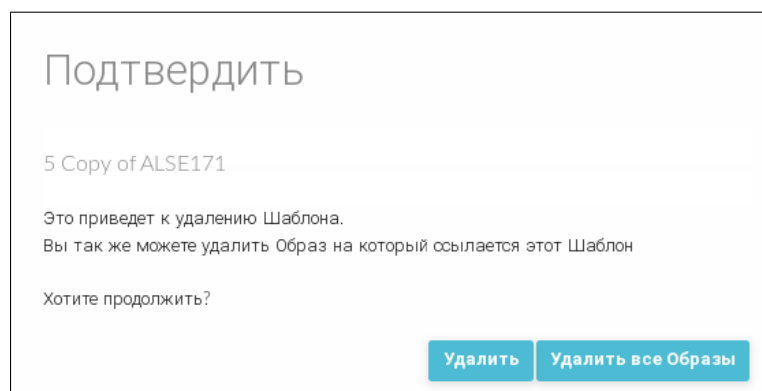 Подтвердить
5 Copy of ALSE171
Это приведет к удалению Шаблона.
Вы так же можете удалить Образ на который ссылается этот Шаблон
Хотите продолжить?
Удалить Удалить все Образы